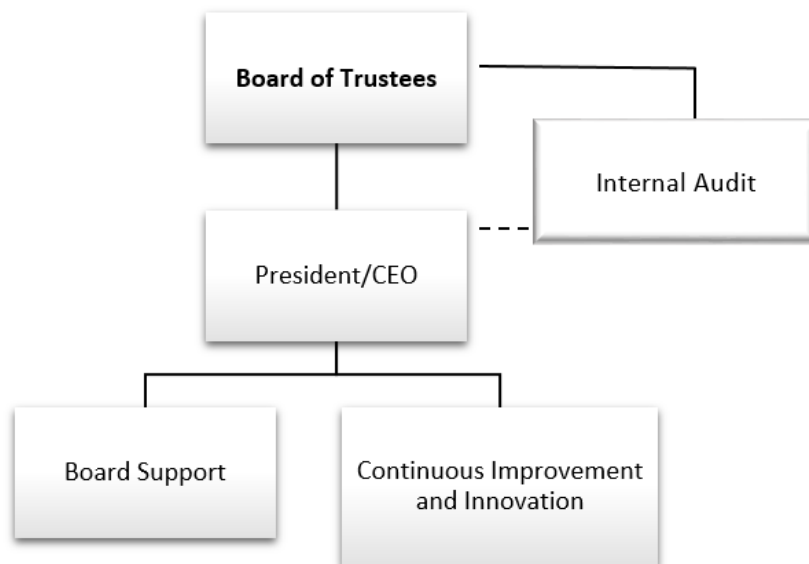 Board of Trustees
Internal Audit
President/CEO
Board Support
Continuous Improvement
and Innovation